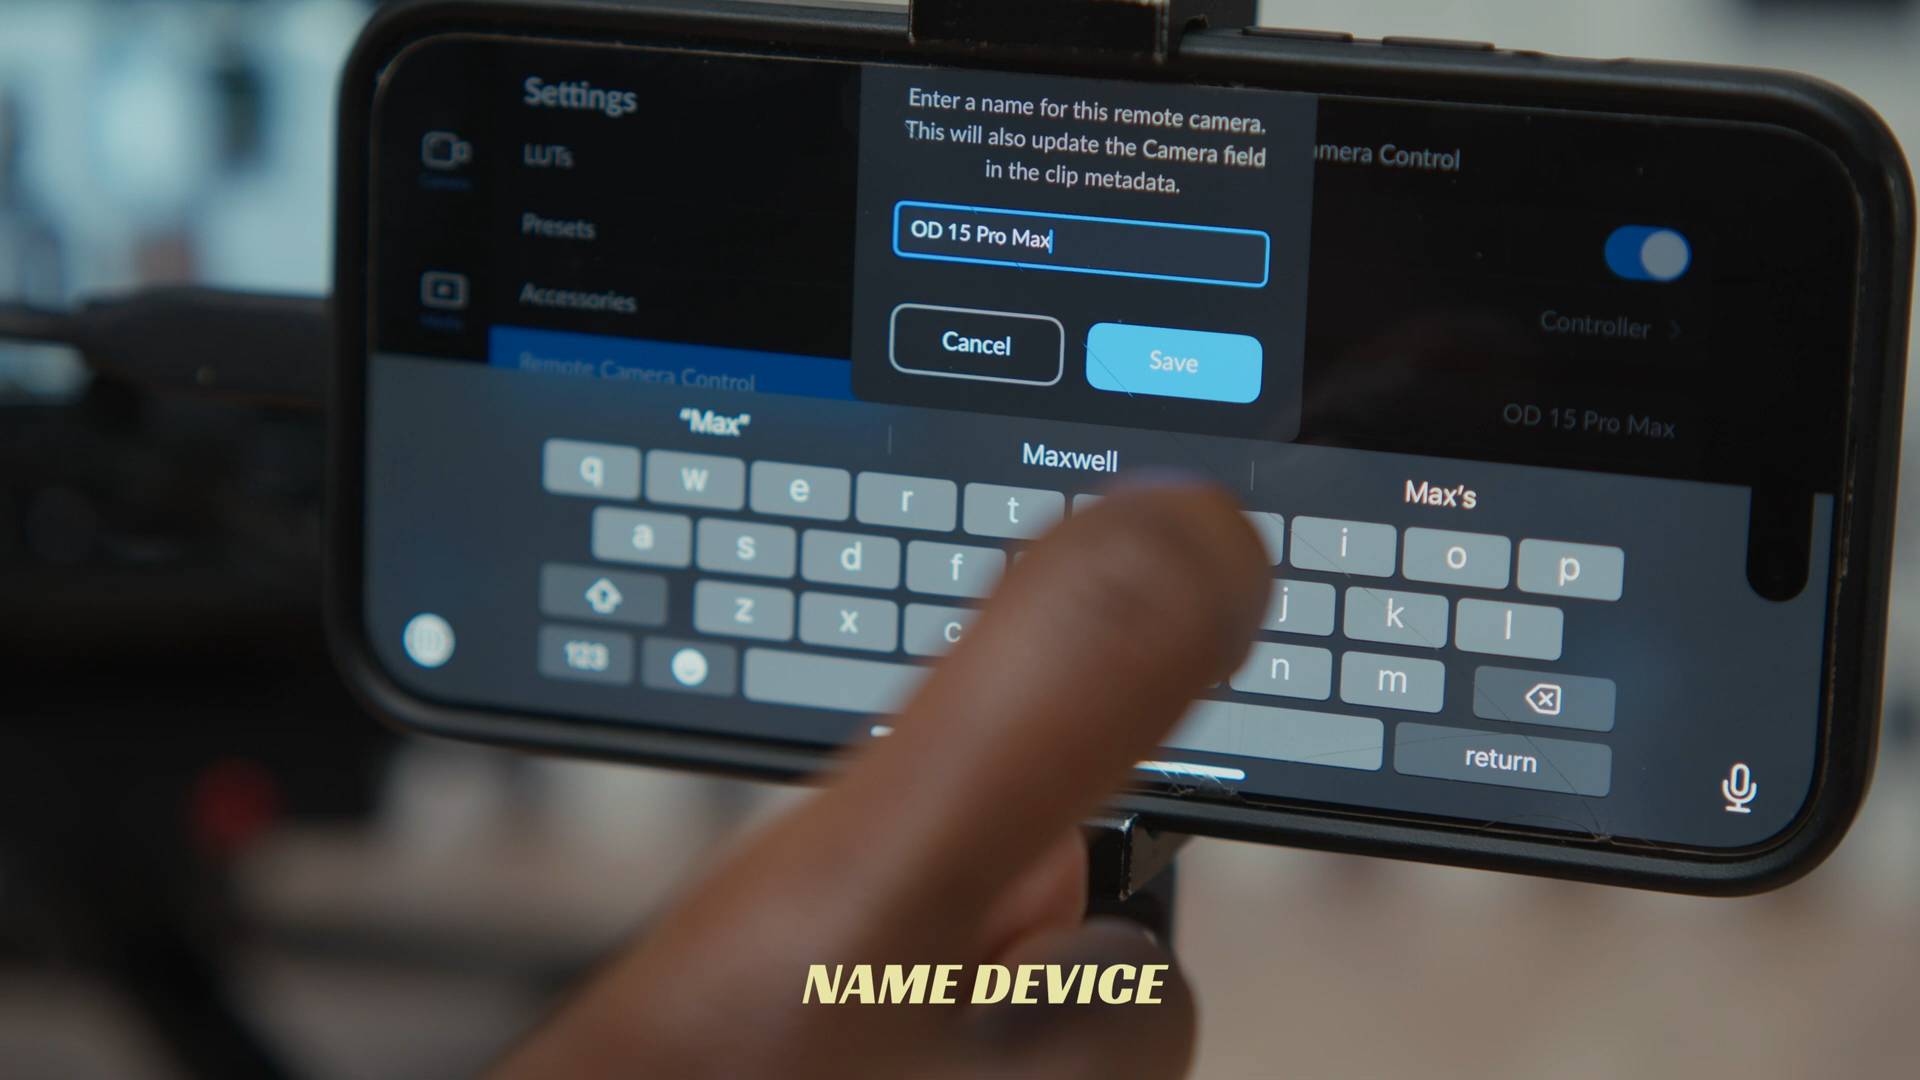 Settings
LUTs
Presets
Accessories
Remote Camera Control
Enter a name for this remote camera.
This will also update the Camera field
in the clip metadata.
OD 15 Pro Max
Cancel
Save
mera Control
Controller
OD 15 Pro Max
"Max"
Maxwell
Max's
q w e r t i o p
a s d f j k l
z x c n m
123
return
NAME DEVICE